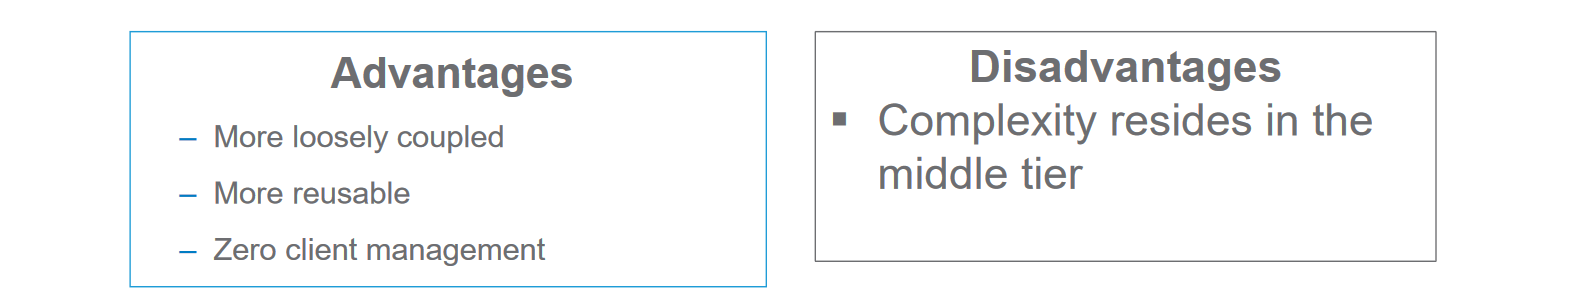 Advantages
– More loosely coupled
– More reusable
– Zero client management
Disadvantages
▪ Complexity resides in the
middle tier